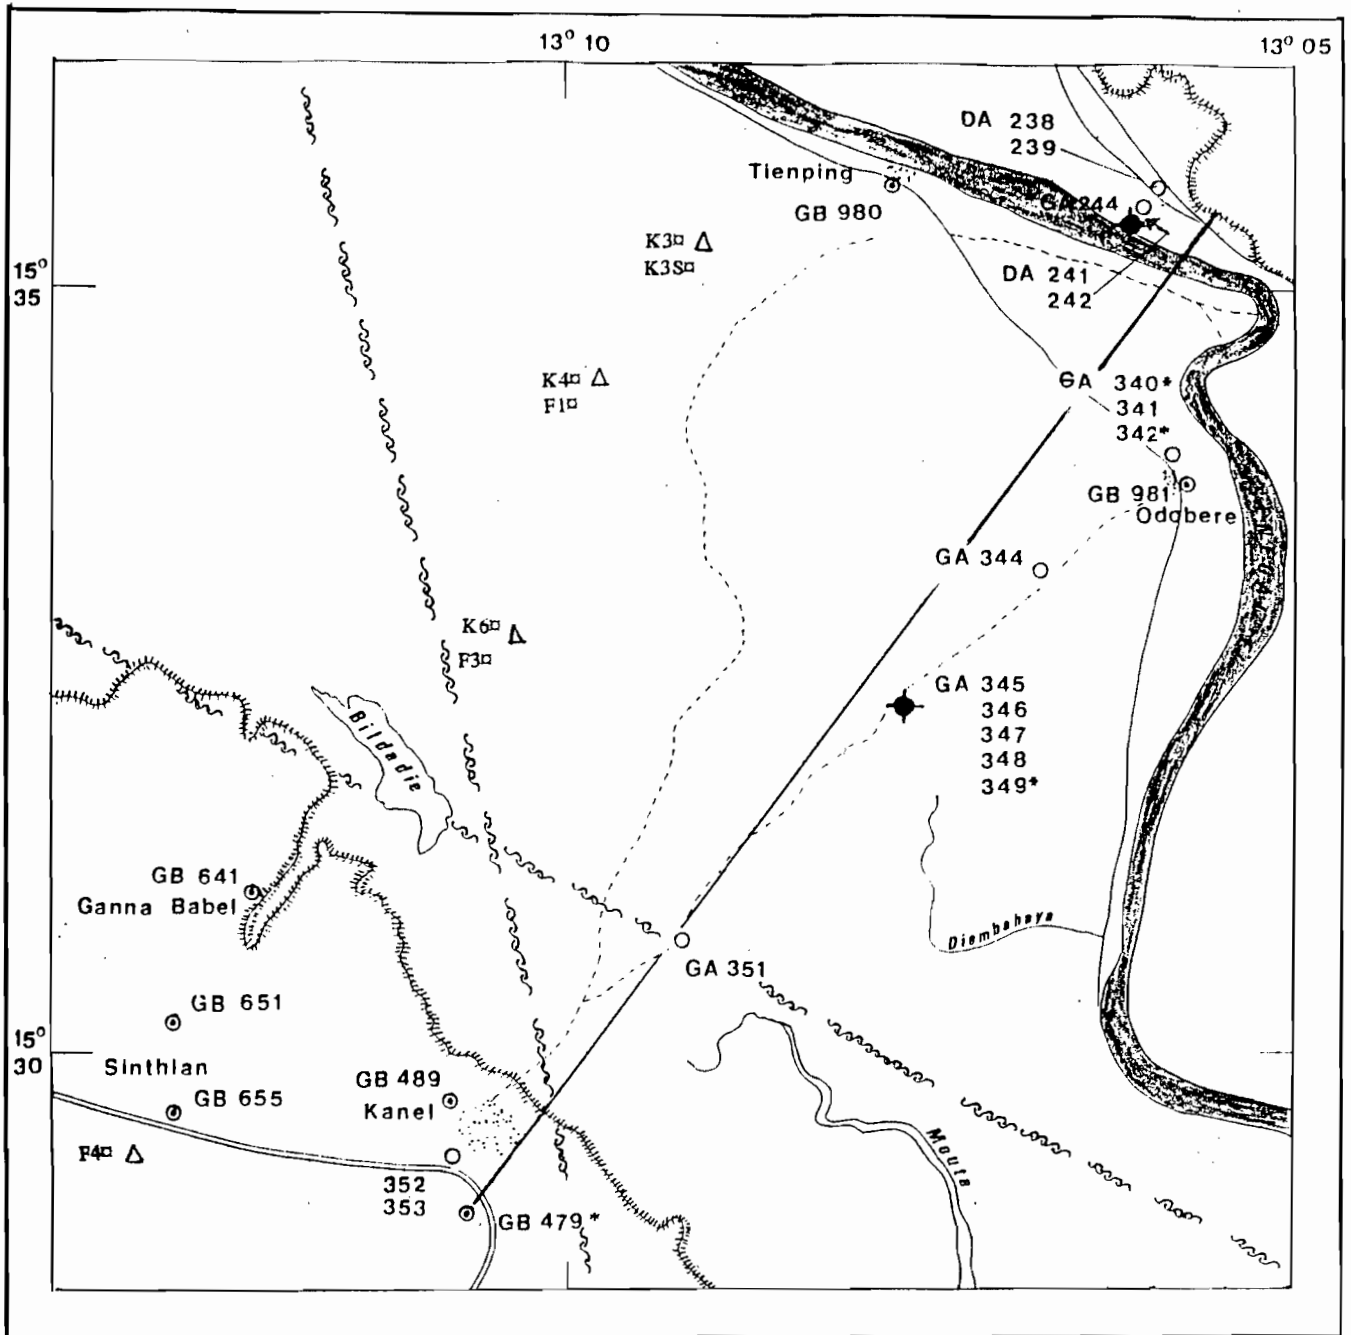 13° 10
13° 05
DA 238
239
Tienping
GA 244
GB 980
K3¤ Δ
K3S¤
15°
35
DA 241
242
K4¤ Δ
F1¤
GA 340*
341
342*
GB 981
Odobere
GA 344
K6¤ Δ
F3¤
GA 345
346
347
348
349*
Bildadie
GB 641
Ganna Babel
Diembahaya
GA 351
GB 651
15°
30
Sinthian
GB 489
GB 655
Kanel
Moute
F4¤ Δ
352
353
GB 479*